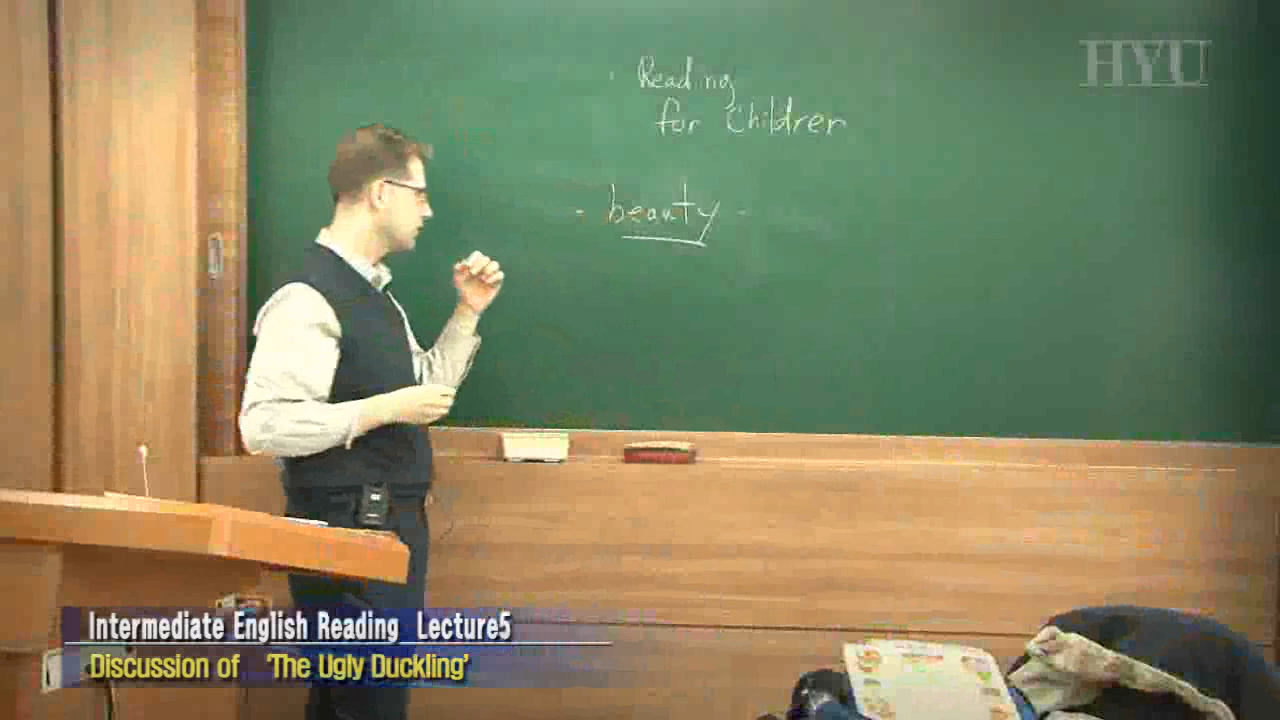 HYU
Reading
for Children
- beauty -
Intermediate English Reading Lecture5
Discussion of 'The Ugly Duckling'